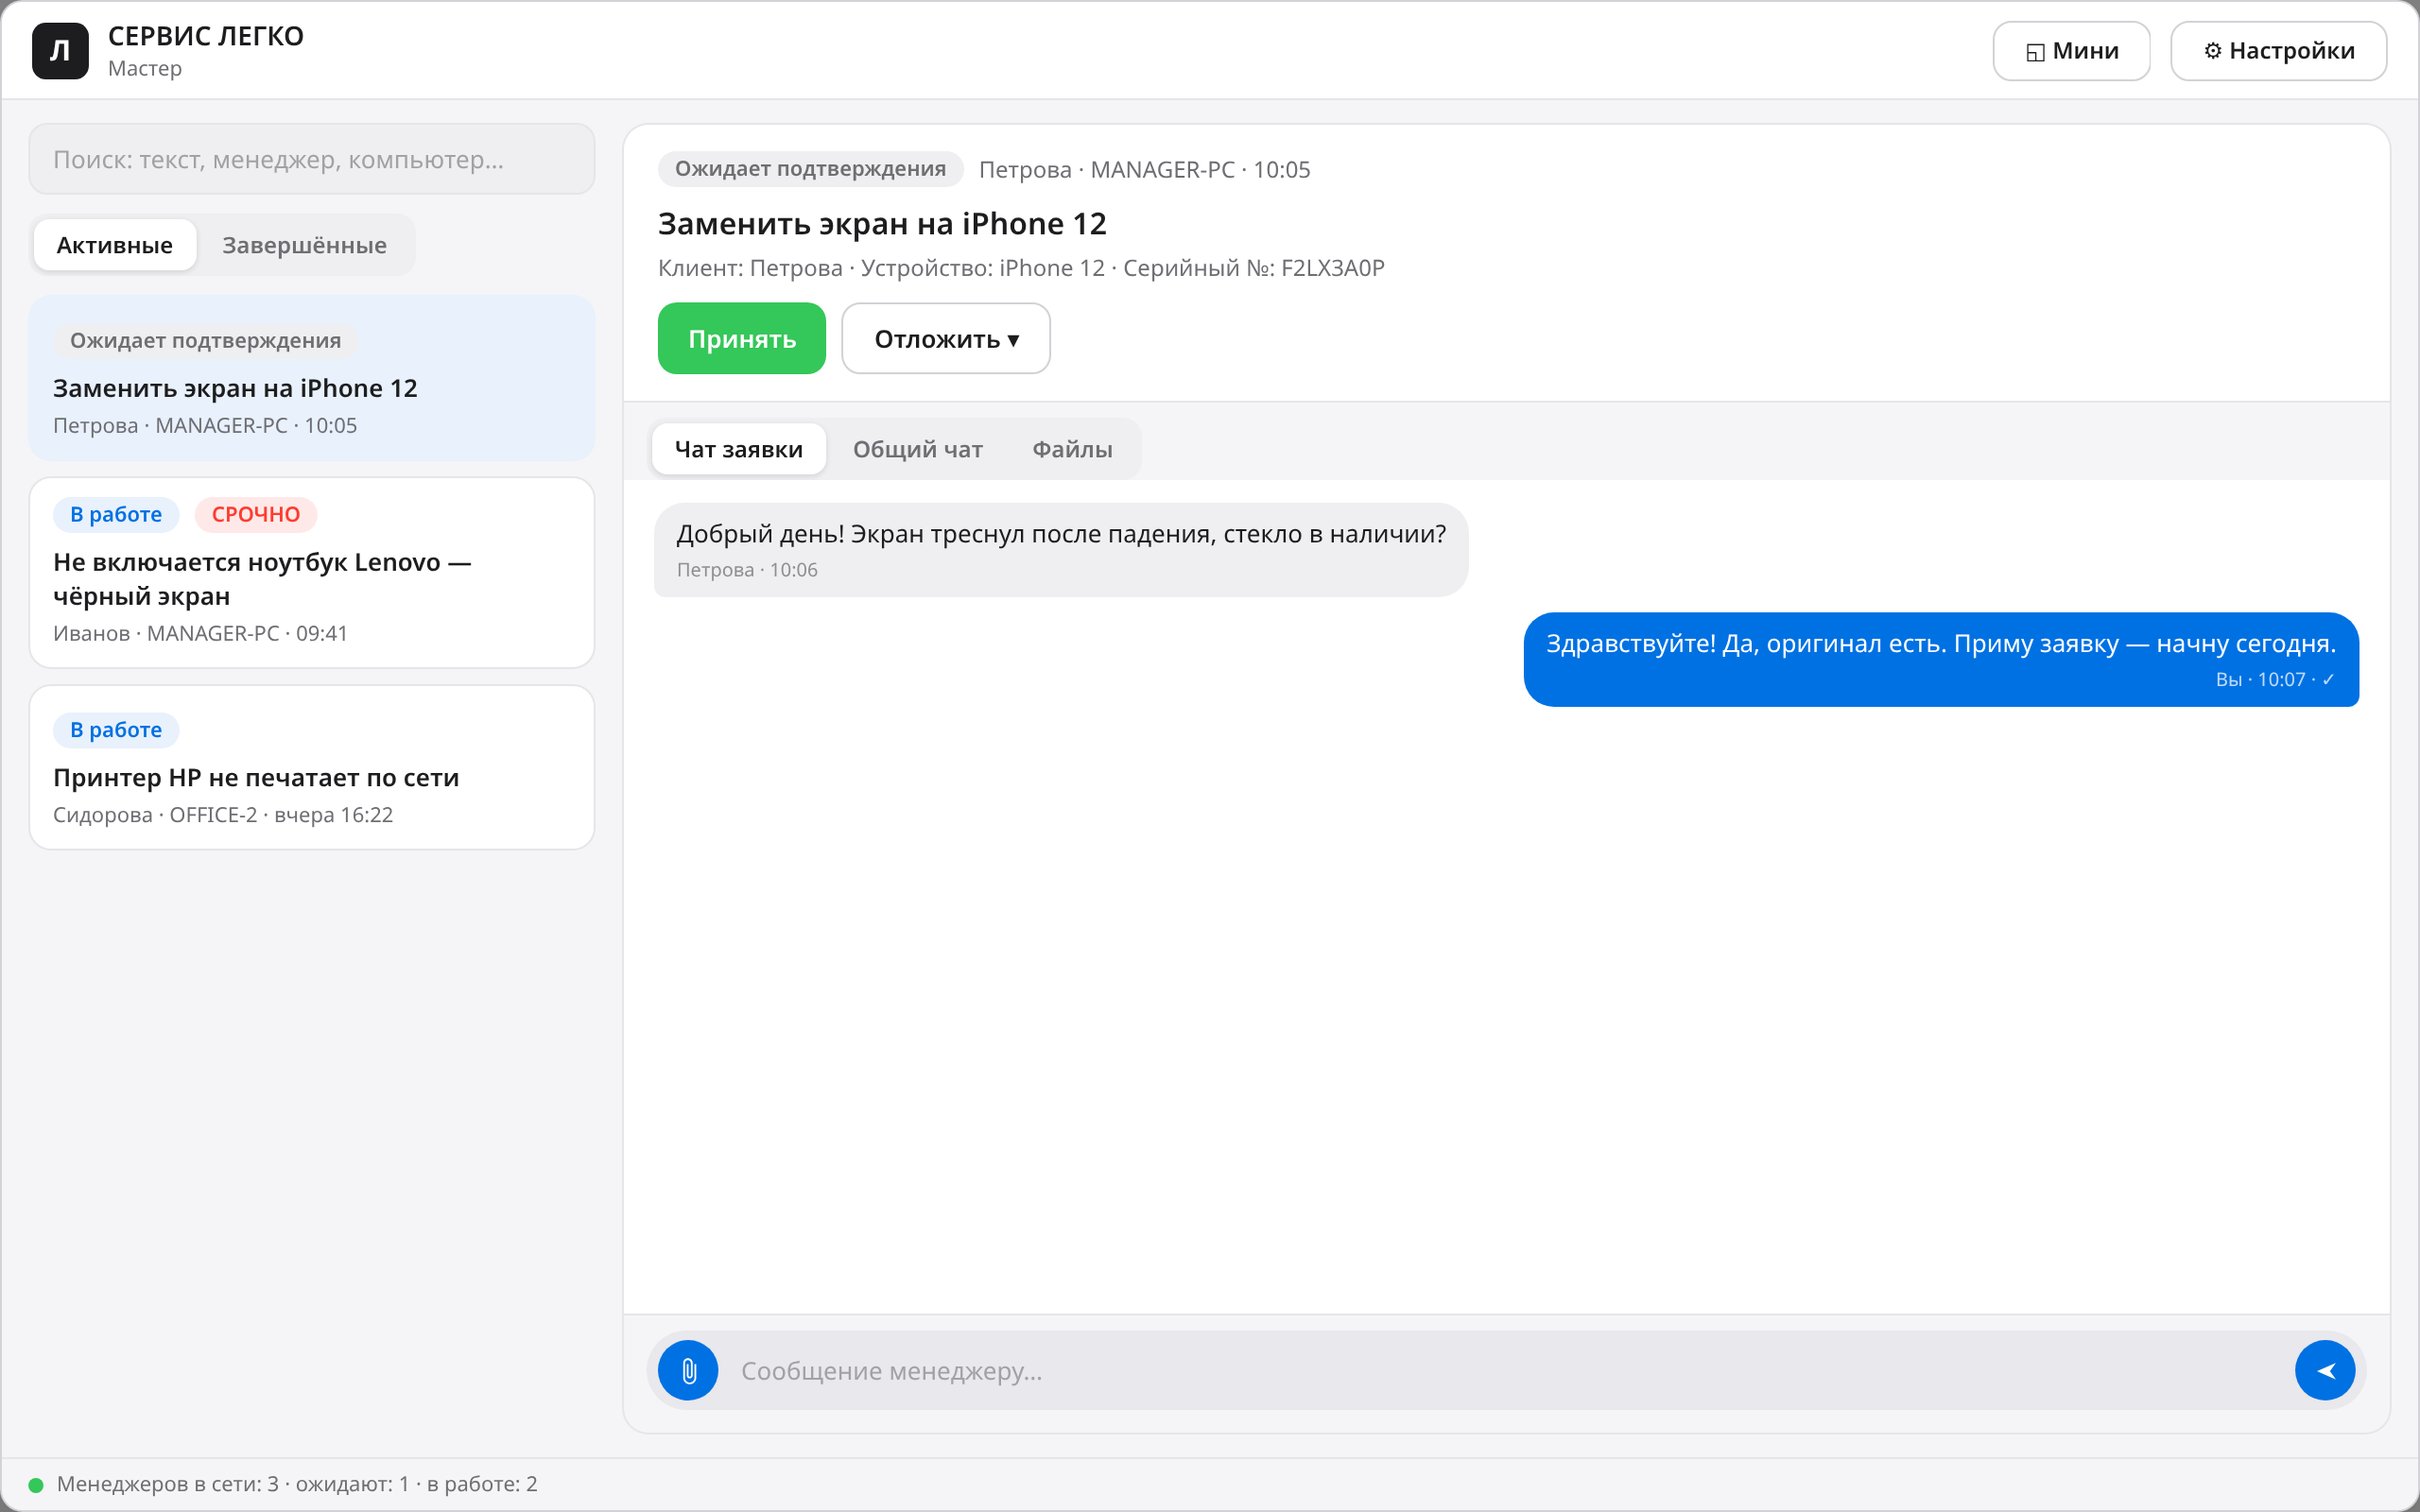 Л
СЕРВИС ЛЕГКО
Мастер
◱ Мини
⚙ Настройки
Поиск: текст, менеджер, компьютер...
Активные
Завершённые
Ожидает подтверждения
Заменить экран на iPhone 12
Петрова · MANAGER-PC · 10:05
В работе
СРОЧНО
Не включается ноутбук Lenovo —
чёрный экран
Иванов · MANAGER-PC · 09:41
В работе
Принтер HP не печатает по сети
Сидорова · OFFICE-2 · вчера 16:22
Ожидает подтверждения
Петрова · MANAGER-PC · 10:05
Заменить экран на iPhone 12
Клиент: Петрова · Устройство: iPhone 12 · Серийный №: F2LX3A0P
Принять
Отложить ▾
Чат заявки
Общий чат
Файлы
Добрый день! Экран треснул после падения, стекло в наличии?
Петрова · 10:06
Здравствуйте! Да, оригинал есть. Приму заявку — начну сегодня.
Вы · 10:07 · ✓
Сообщение менеджеру...
Менеджеров в сети: 3 · ожидают: 1 · в работе: 2